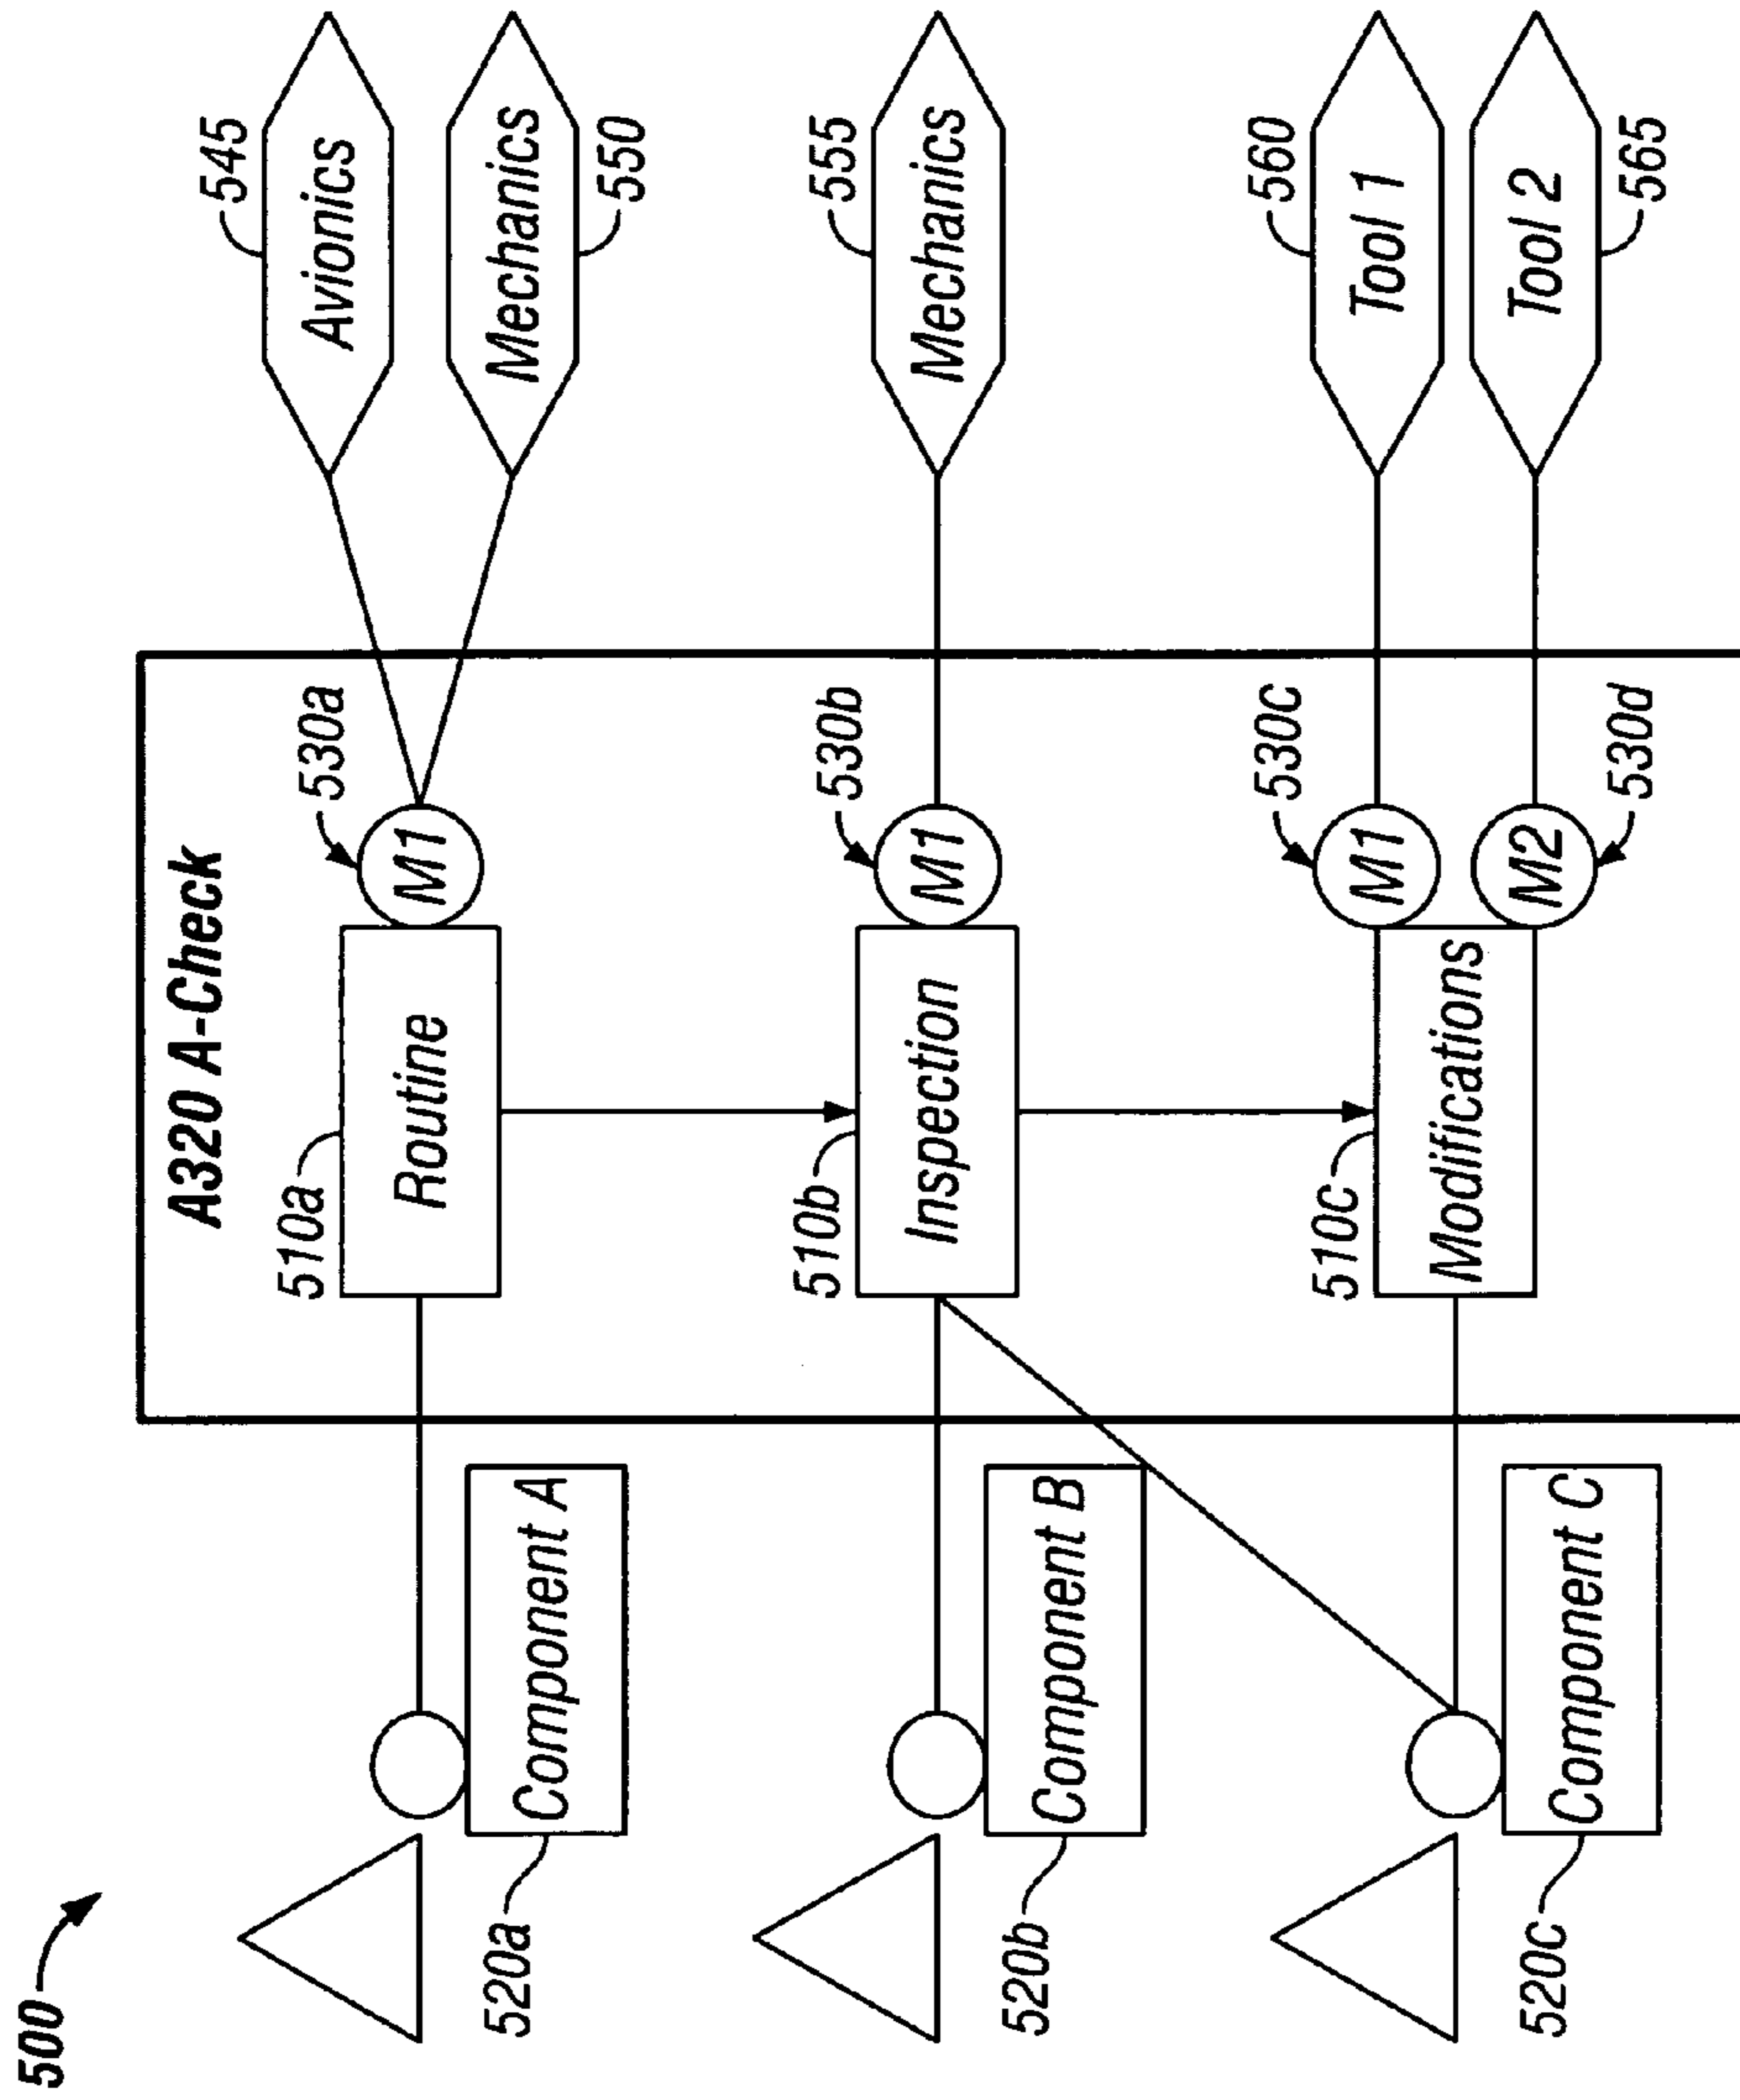 500
A320 A-Check
545
Avionics
530a
M1
510a
Routine
Mechanics
550
520a
Component A
555
Mechanics
530b
M1
510b
Inspection
520b
Component B
560
Tool 1
530c
M1
510c
Modifications
M2
530d
Tool 2
565
520c
Component C